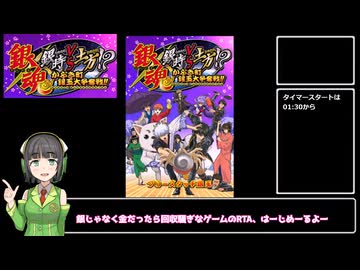 銀魂
銀時VS土方!?
かぶき町
銀玉大争奪戦!!
銀魂
銀時VS土方!?
かぶき町
銀玉大争奪戦!!
タイマースタートは
01:30から
銀じゃなく金だったら回収騒ぎなゲームのRTA、はーじめーるよー